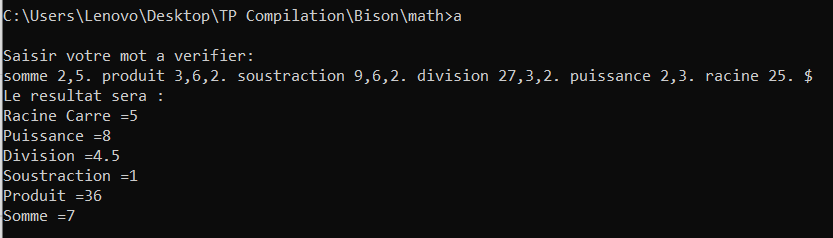 C:\Users\Lenovo\Desktop\TP Compilation\Bison\math>a
Saisir votre mot a verifier:
somme 2,5. produit 3,6,2. soustraction 9,6,2. division 27,3,2. puissance 2,3. racine 25. $
Le resultat sera :
Racine Carre =5
Puissance =8
Division =4.5
Soustraction =1
Produit =36
Somme =7